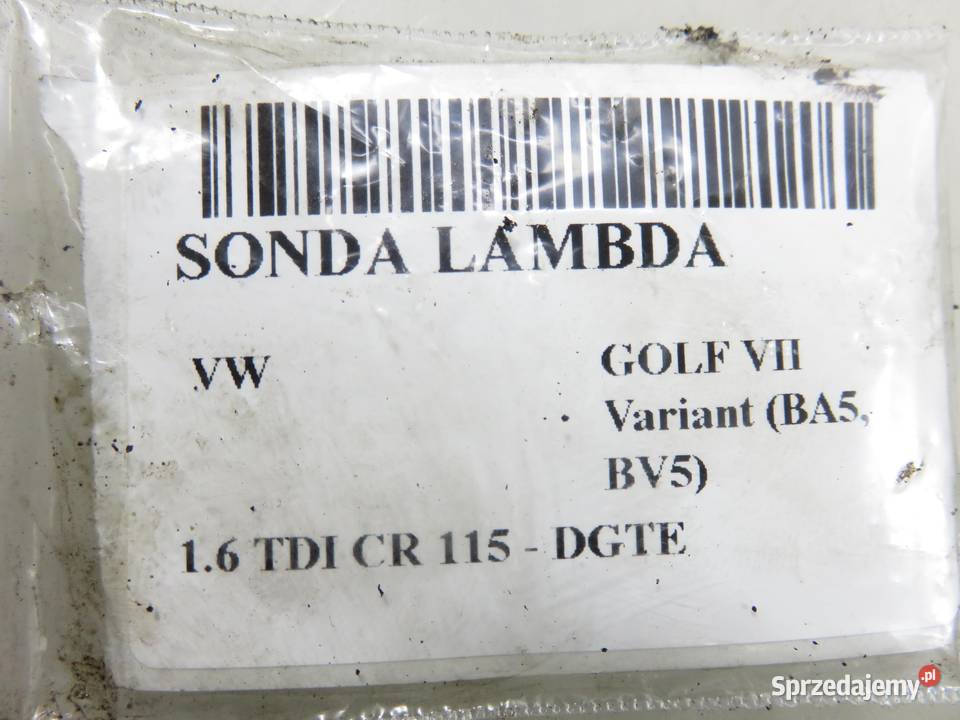 SONDA LAMBDA
VW
GOLF VII
Variant (BA5,
BV5)
1.6 TDI CR 115 - DGTE
Sprzedajemy.pl